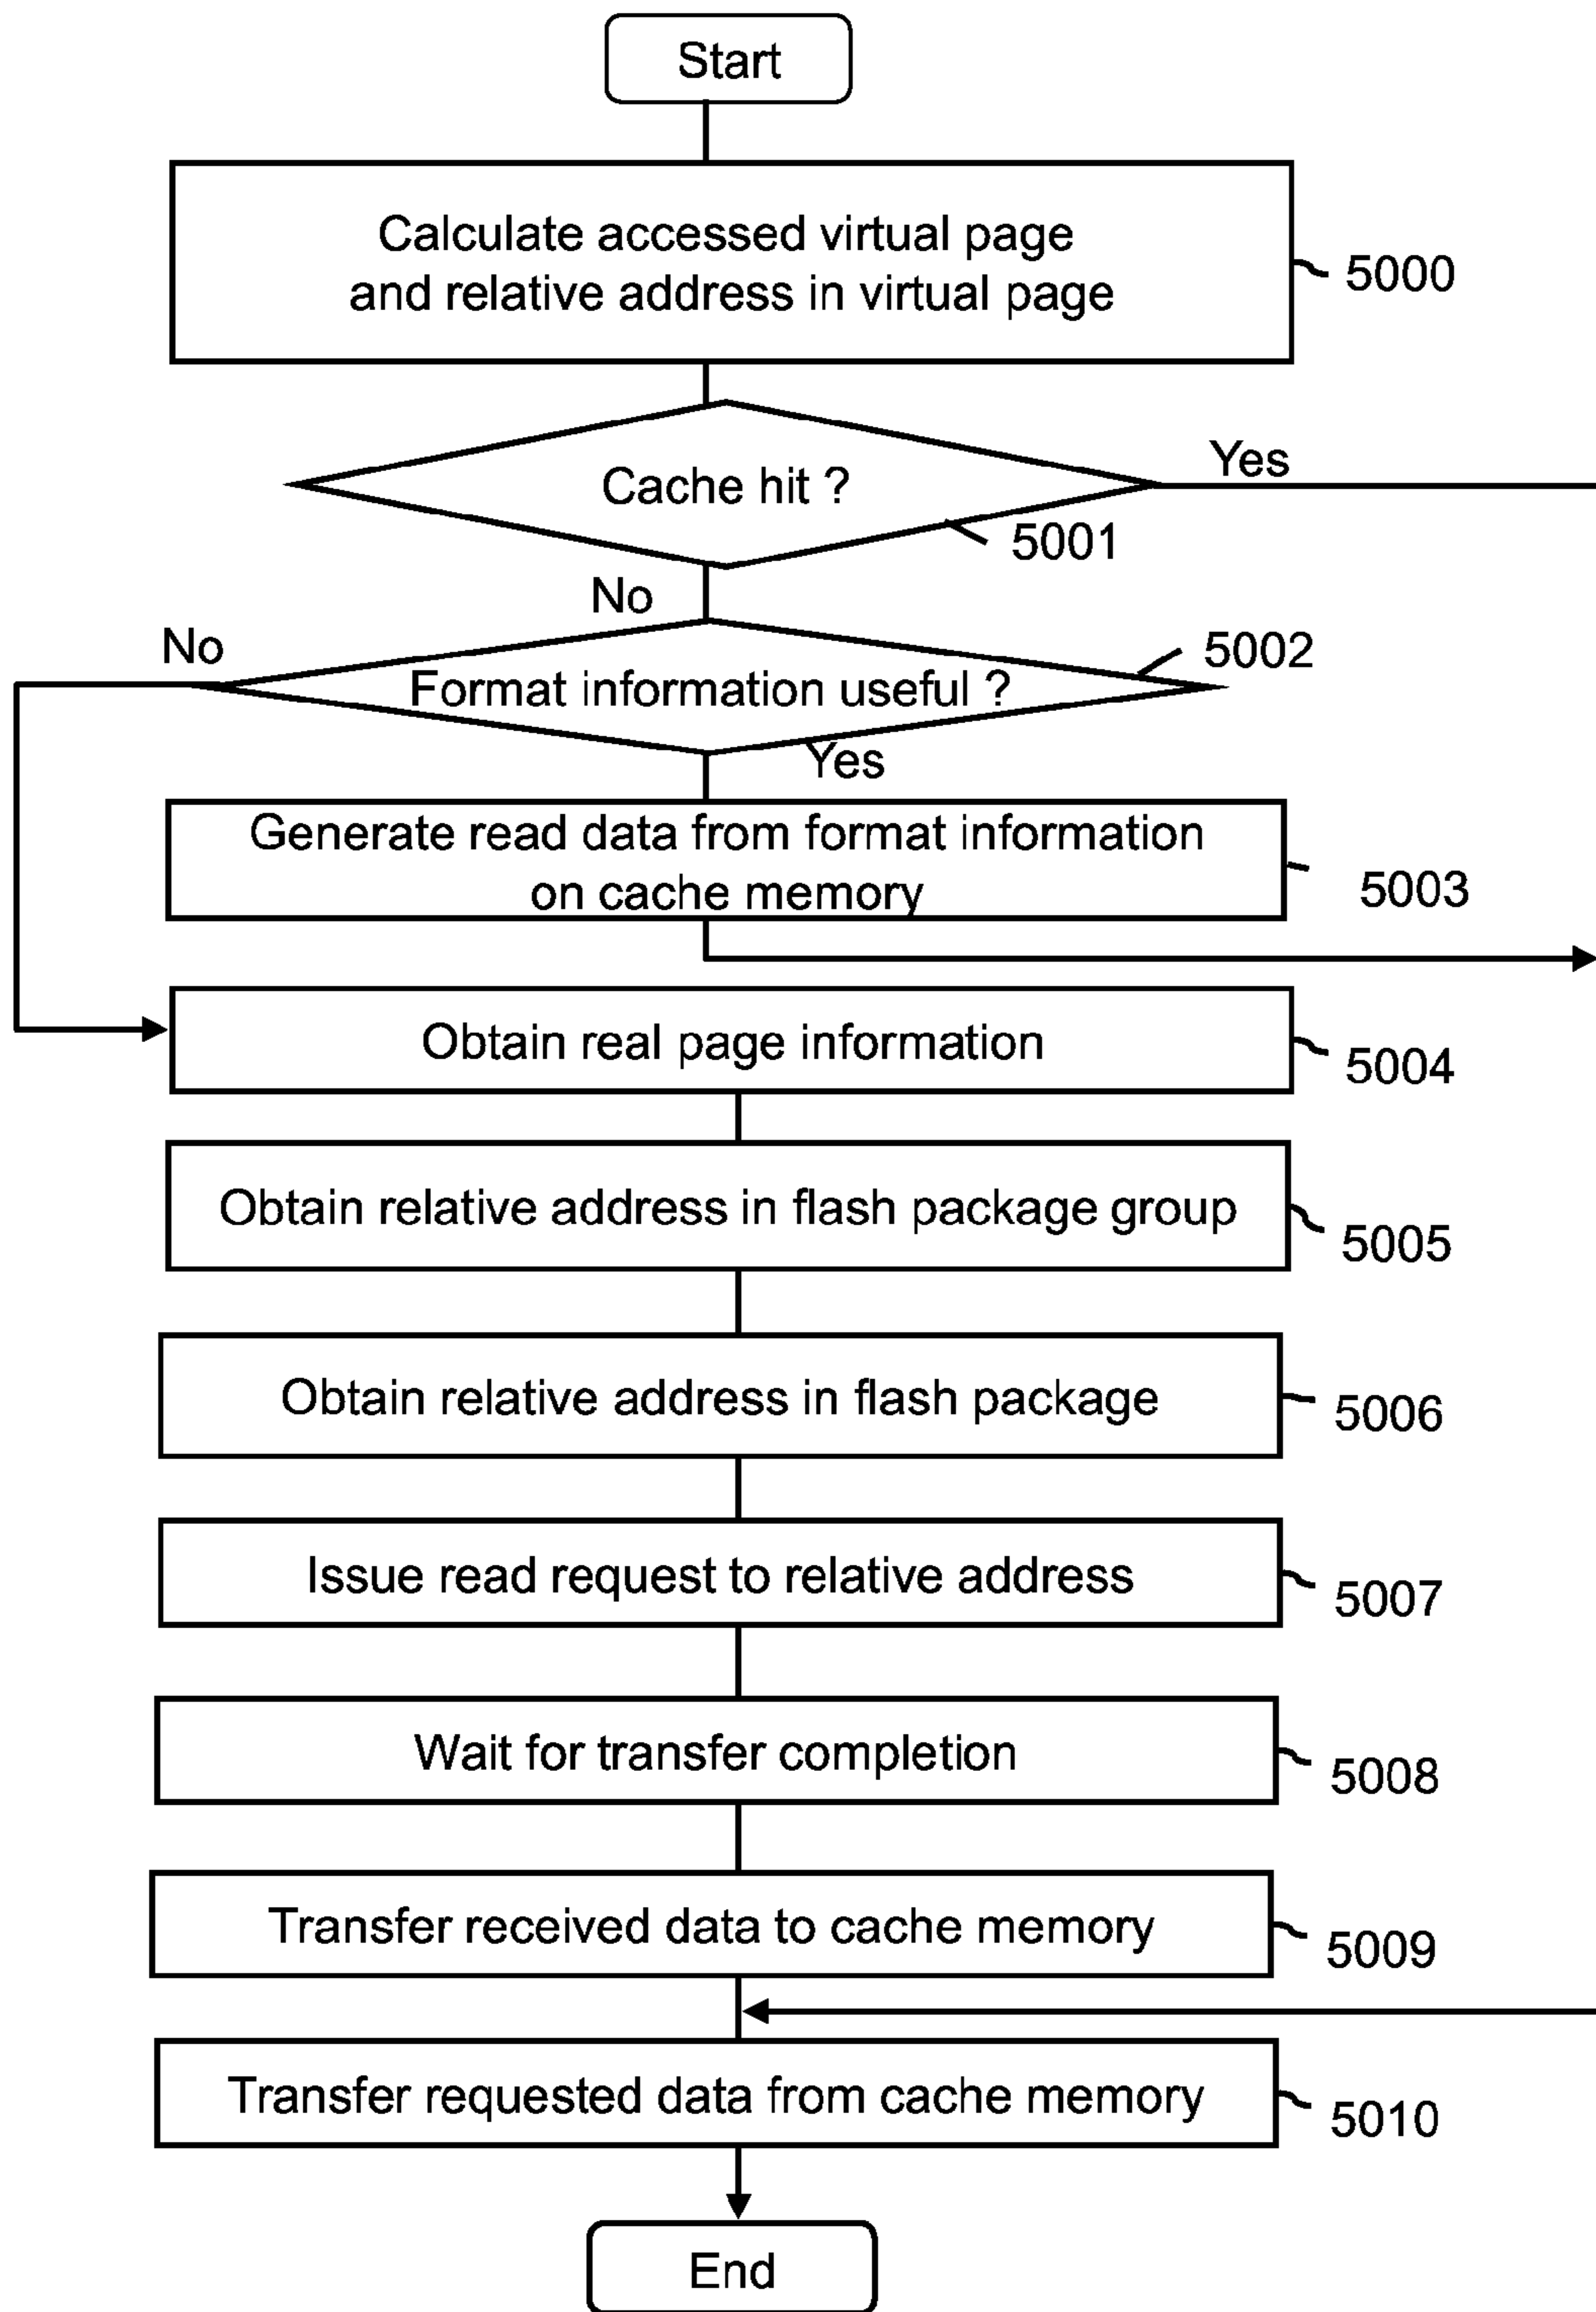 Start
Calculate accessed virtual page
and relative address in virtual page
5000
Cache hit ?
Yes
5001
No
No
5002
Format information useful ?
Yes
Generate read data from format information
on cache memory
5003
Obtain real page information
5004
Obtain relative address in flash package group
5005
Obtain relative address in flash package
5006
Issue read request to relative address
5007
Wait for transfer completion
5008
Transfer received data to cache memory
5009
Transfer requested data from cache memory
5010
End